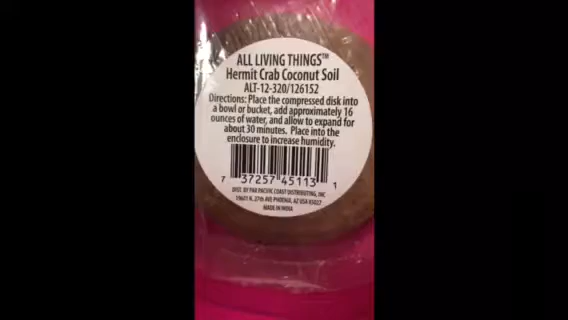 ALL LIVING THINGS™
Hermit Crab Coconut Soil
ALT-12-320/126152
Directions: Place the compressed disk into
a bowl or bucket, add approximately 16
ounces of water, and allow to expand for
about 30 minutes. Place into the
enclosure to increase humidity.
7 37257 45113 1
DIST. BY PAR PACIFIC COAST DISTRIBUTING, INC
N. 27th AVE PHOENIX, AZ USA 85027
MADE IN INDIA